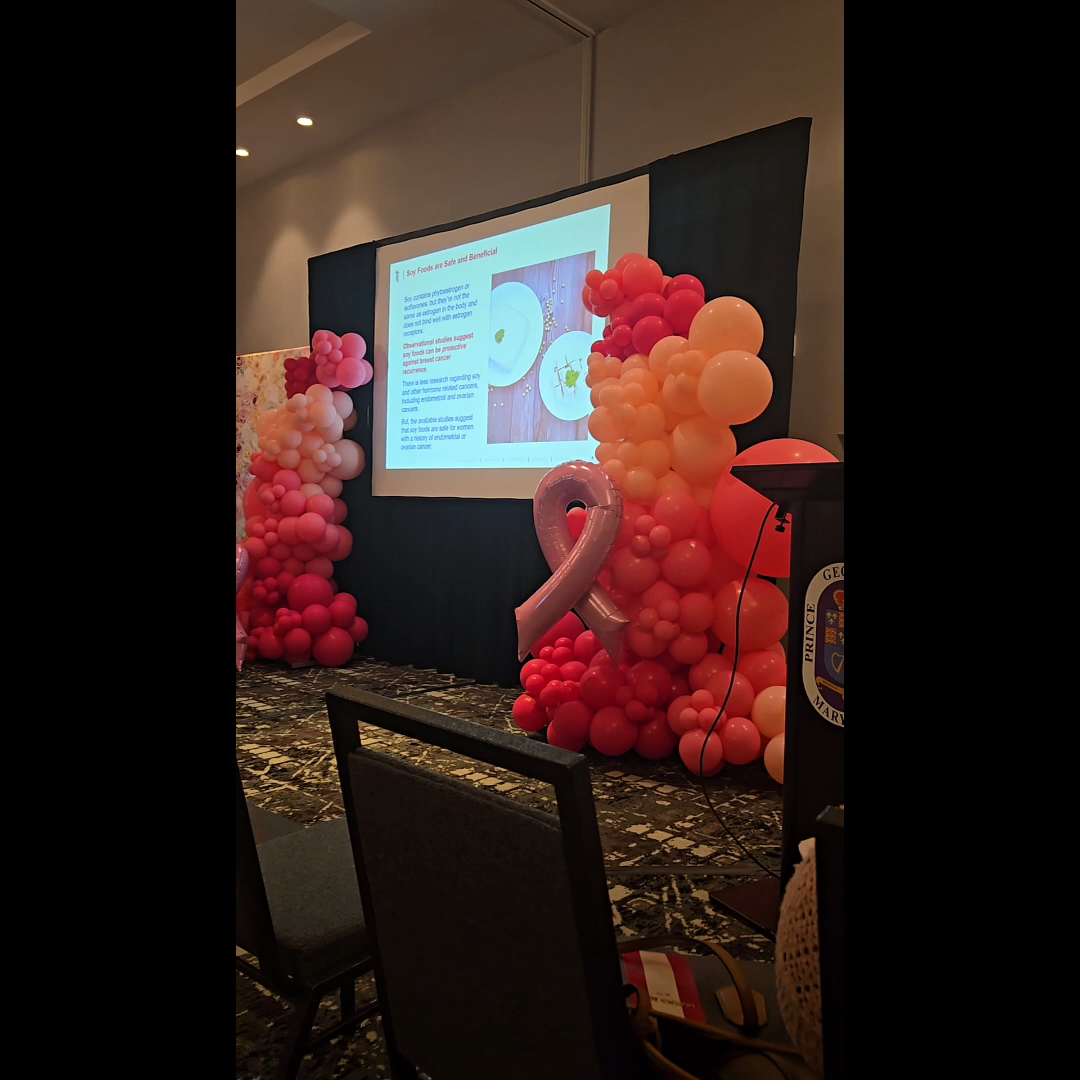 Soy Foods are Safe and Beneficial
Soy contains phytoestrogen or
isoflavones, but they're not the
same as estrogen in the body and
does not bind well with estrogen
receptors.
Observational studies suggest
soy foods can be protective
against breast cancer
recurrence.
There is less research regarding soy
and other hormone related cancers,
including endometrial and ovarian
cancers.
But, the available studies suggest
that soy foods are safe for women
with a history of endometrial or
ovarian cancer.
PRINCE
GEO
MARY